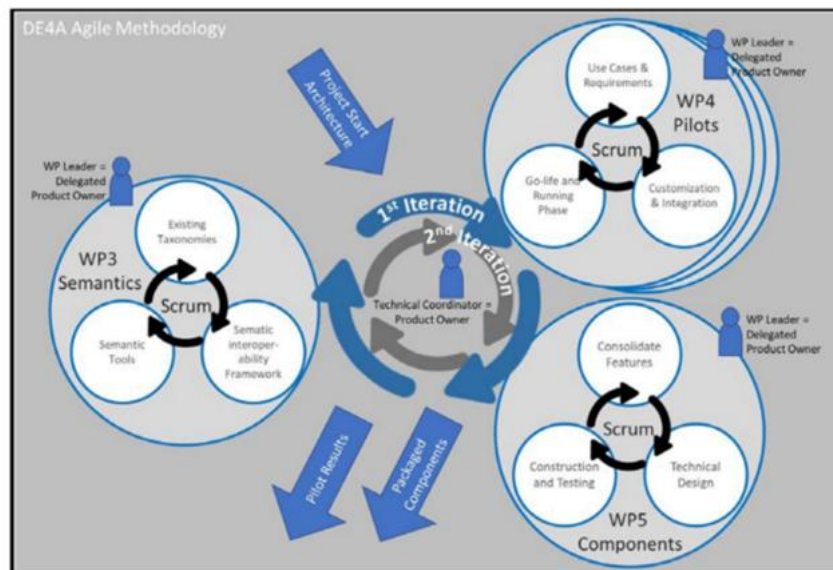 DE4A Agile Methodology
Project Start
Architecture
WP Leader =
Delegated
Product Owner
Use Cases &
Requirements
WP4
Pilots
Scrum
Go-life and
Running
Phase
Customization
& Integration
WP Leader =
Delegated
Product Owner
Existing
Taxonomies
WP3
Semantics
Scrum
Semantic
Tools
Sematic
interoper-
ability
Framework
1st Iteration
2nd Iteration
Technical Coordinator =
Product Owner
WP Leader =
Delegated
Product Owner
Consolidate
Features
Scrum
Construction
and Testing
Technical
Design
WP5
Components
Pilot Results
Packaged
Components